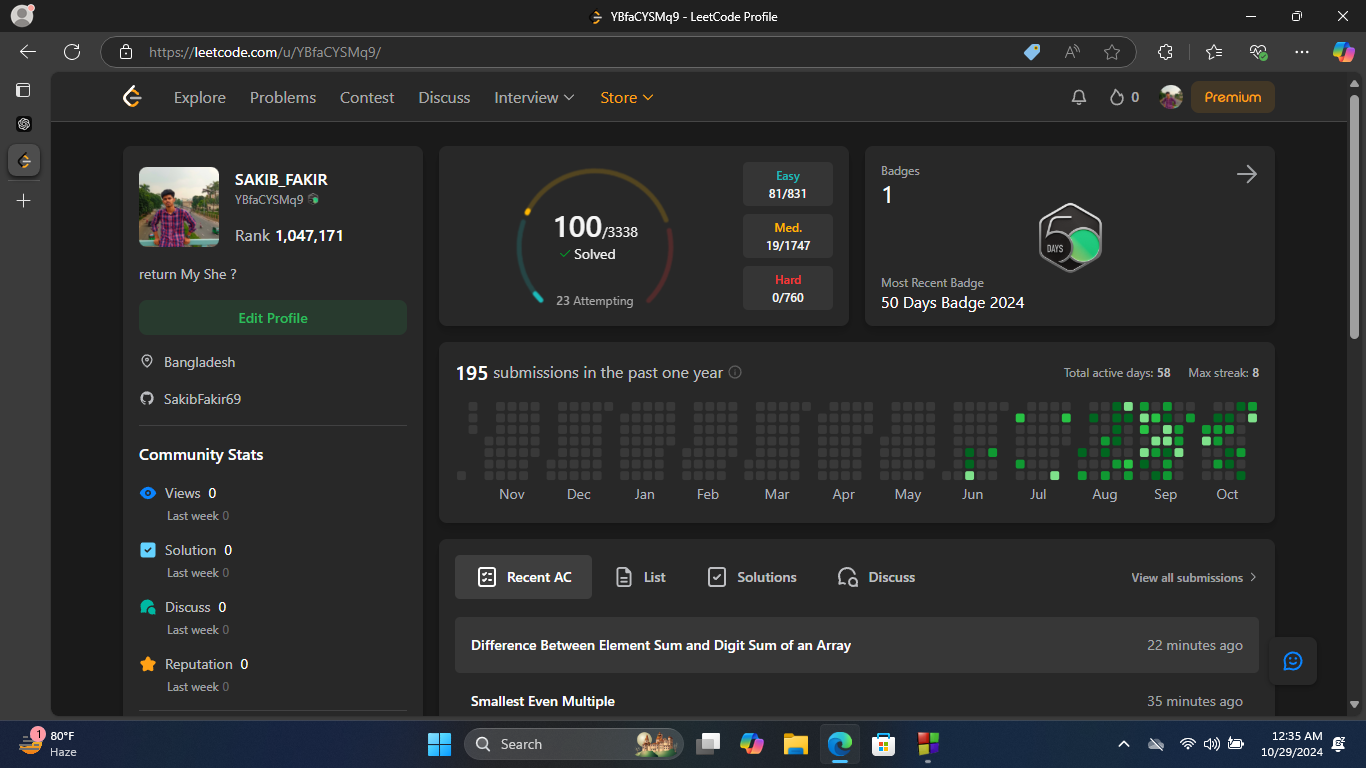 YBfaCYSMq9 - LeetCode Profile
https://leetcode.com/u/YBfaCYSMq9/
Explore Problems Contest Discuss Interview Store 0 Premium
SAKIB_FAKIR
YBfaCYSMq9
Rank 1,047,171
return My She ?
Edit Profile
Bangladesh
SakibFakir69
Community Stats
Views 0
Last week 0
Solution 0
Last week 0
Discuss 0
Last week 0
Reputation 0
Last week 0
100/3338
Solved
23 Attempting
Easy
81/831
Med.
19/1747
Hard
0/760
Badges
1
50
DAYS
Most Recent Badge
50 Days Badge 2024
195 submissions in the past one year
Total active days: 58 Max streak: 8
Nov Dec Jan Feb Mar Apr May Jun Jul Aug Sep Oct
Recent AC List Solutions Discuss View all submissions
Difference Between Element Sum and Digit Sum of an Array 22 minutes ago
Smallest Even Multiple 35 minutes ago
1
80°F
Haze
Search
12:35 AM
10/29/2024